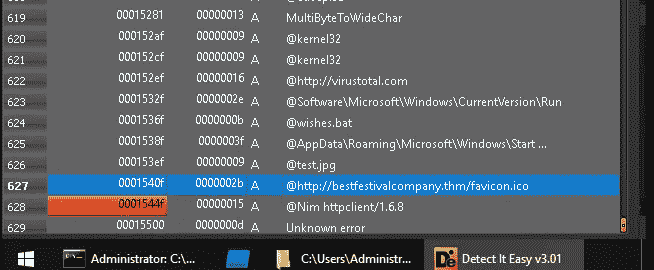 619 00015281 00000013 A MultiByteToWideChar
620 000152af 00000009 A @kernel32
621 000152cf 00000009 A @kernel32
622 000152ef 00000016 A @http://virustotal.com
623 0001532f 0000002e A @Software\Microsoft\Windows\CurrentVersion\Run
624 0001536f 0000000b A @wishes.bat
625 0001538f 0000003f A @AppData\Roaming\Microsoft\Windows\Start ...
626 000153ef 00000009 A @test.jpg
627 0001540f 0000002b A @http://bestfestivalcompany.thm/favicon.ico
628 0001544f 00000015 A @Nim httpclient/1.6.8
629 00015500 0000000d A Unknown error
Administrator: C:\... C:\Users\Administr... Detect It Easy v3.01